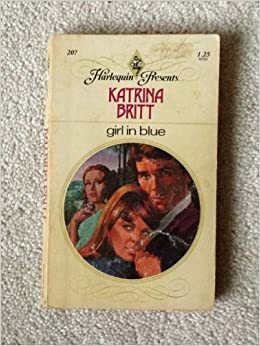 207
1.25
Harlequin Presents
KATRINA
BRITT
girl in blue